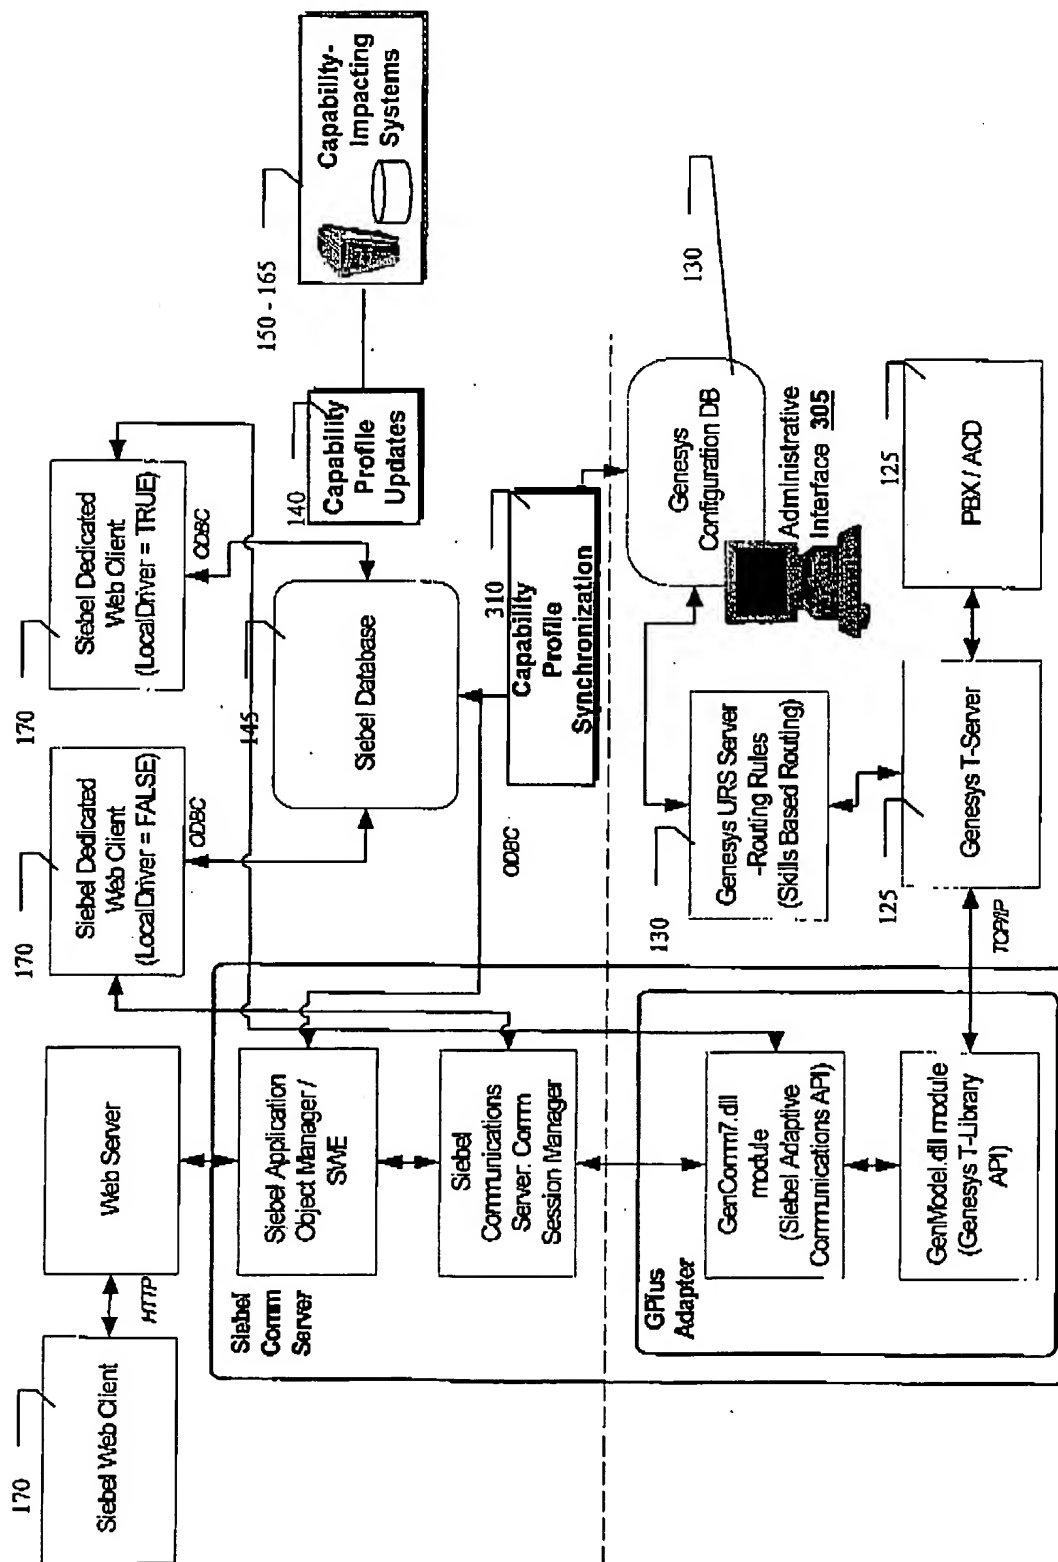 170
Siebel Web Client
HTTP
Web Server
170
Siebel Dedicated
Web Client
(LocalDriver = FALSE)
ODBC
170
Siebel Dedicated
Web Client
(LocalDriver = TRUE)
ODBC
Siebel
Comm
Server
Siebel Application
Object Manager /
SWE
Siebel
Communications
Server. Comm
Session Manager
145
Siebel Database
140
Capability
Profile
Updates
150 - 165
Capability-
Impacting
Systems
ODBC
310
Capability
Profile
Synchronization
GPlus
Adapter
GenComm7.dll
module
(Siebel Adaptive
Communications API)
GenModel.dll module
(Genesys T-Library
API)
130
Genesys URS Server
-Routing Rules
(Skills Based Routing)
Genesys
Configuration DB
130
Administrative
Interface 305
TCP/IP
125
Genesys T-Server
125
PBX / ACD